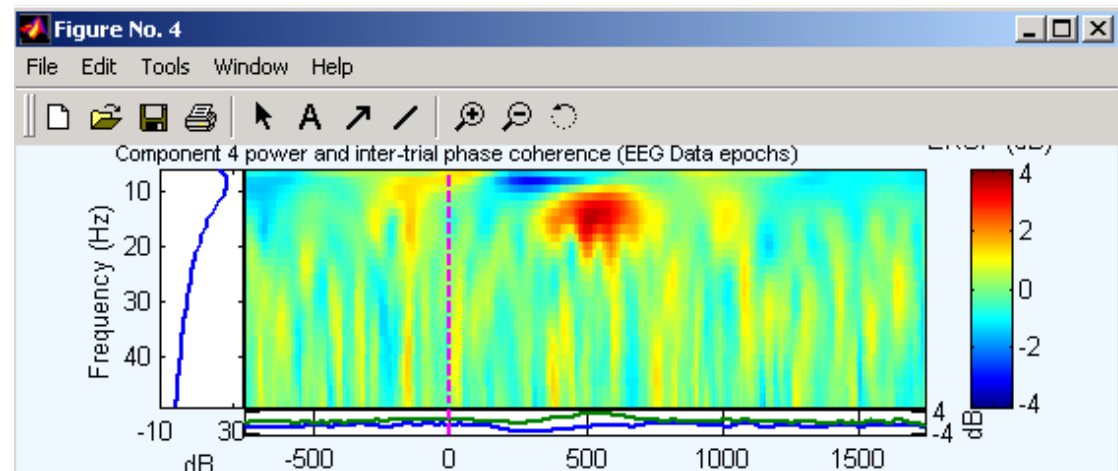 Figure No. 4
File Edit Tools Window Help
A
Component 4 power and inter-trial phase coherence (EEG Data epochs)
(dB)
Frequency (Hz)
10
20
30
40
4
2
0
-2
-4
4
-4
dB
-10 30
dB
-500 0 500 1000 1500